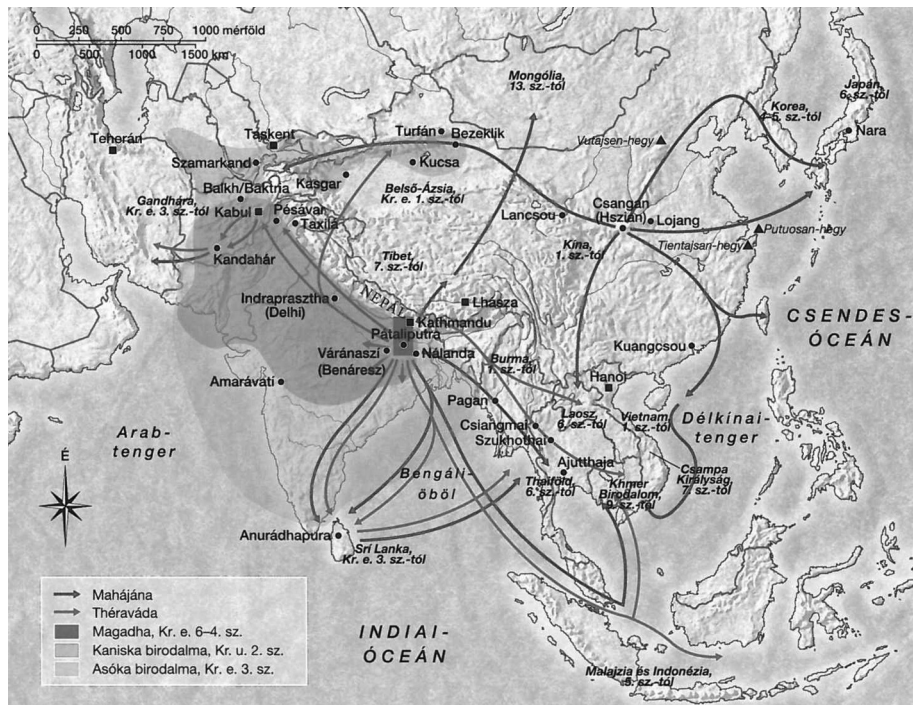 0 250 500 750 1000 mérföld
0 500 1000 1500 km
Mongólia,
13. sz.-tól
Japán,
6. sz.-tól
Korea,
4–5. sz.-tól
Nara
Teherán
Taskent
Turfán
Bezeklik
Vutajsen-hegy
Szamarkand
Kucsa
Kasgar
Balkh/Baktria
Belső-Ázsia,
Kr. e. 1. sz.-tól
Gandhára,
Kr. e. 3. sz.-tól
Kabul
Pesávar
Taxila
Lancsou
Csangan
(Hszian)
Lojang
Putuosan-hegy
Tientajsan-hegy
Kandahár
Tibet,
7. sz.-tól
Kína,
1. sz.-tól
Indraprasztha
(Delhi)
NEPÁL
Lhásza
CSENDES-
ÓCEÁN
Kathmandu
Pátaliputra
Váránaszí
(Benáresz)
Nálanda
Burma,
1. sz.-tól
Kuangcsou
Hanoi
Amarávatí
Pagan
Laosz,
6. sz.-tól
Vietnam,
1. sz.-tól
Délkínai-
tenger
Csiangmai
Szukhothai
Arab-
tenger
É
Bengáli-
öböl
Ajutthaja
Thaiföld,
6. sz.-tól
Khmer
Birodalom,
9. sz.-tól
Csampa
Királyság,
7. sz.-tól
Anurádhapura
Srí Lanka,
Kr. e. 3. sz.-tól
Mahájána
Théraváda
Magadha, Kr. e. 6–4. sz.
Kaniska birodalma, Kr. u. 2. sz.
Asóka birodalma, Kr. e. 3. sz.
INDIAI-
ÓCEÁN
Malajzia és Indonézia,
5. sz.-tól